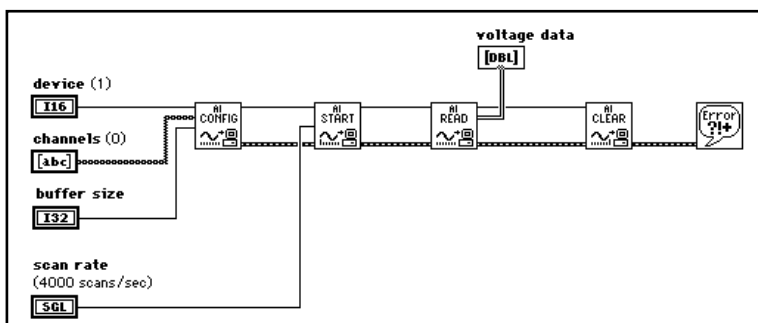 voltage data
[DBL]
device (1)
I16
channels (0)
[abc]
buffer size
I32
scan rate
(4000 scans/sec)
SGL
AI
CONFIG
AI
START
AI
READ
AI
CLEAR
Error
?!+